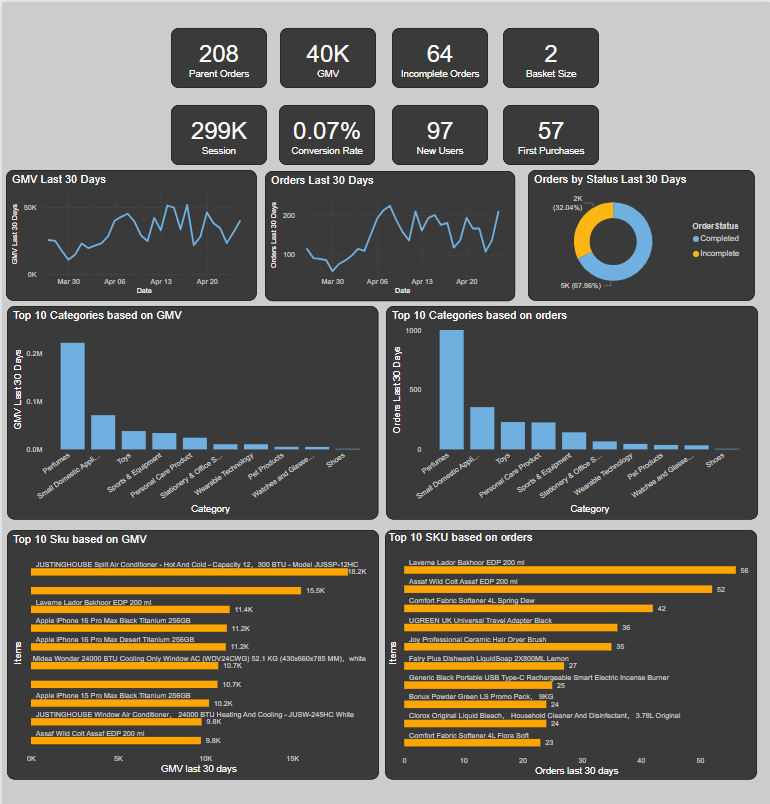 208
Parent Orders
40K
GMV
64
Incomplete Orders
2
Basket Size
299K
Session
0.07%
Conversion Rate
97
New Users
57
First Purchases
GMV Last 30 Days
GMV Last 30 Days
50K
0K
Mar 30
Apr 06
Apr 13
Apr 20
Date
Orders Last 30 Days
Orders Last 30 Days
200
100
Mar 30
Apr 06
Apr 13
Apr 20
Date
Orders by Status Last 30 Days
2K
(32.04%)
5K (67.96%)
OrderStatus
Completed
Incomplete
Top 10 Categories based on GMV
GMV Last 30 Days
0.2M
0.1M
0.0M
Perfumes
Small Domestic Appli...
Toys
Sports & Equipment
Personal Care Product
Stationery & Office S...
Wearable Technology
Pet Products
Watches and Glasse...
Shoes
Category
Top 10 Categories based on orders
Orders Last 30 Days
1000
500
0
Perfumes
Small Domestic Appli...
Toys
Personal Care Product
Sports & Equipment
Stationery & Office S...
Wearable Technology
Pet Products
Watches and Glasse...
Shoes
Category
Top 10 Sku based on GMV
Items
JUSTINGHOUSE Split Air Conditioner - Hot And Cold - Capacity 12，300 BTU - Model JUSSP-12HC
18.2K
15.5K
Laverne Lador Bakhoor EDP 200 ml
11.4K
Apple iPhone 16 Pro Max Black Titanium 256GB
11.2K
Apple iPhone 16 Pro Max Desert Titanium 256GB
11.2K
Midea Wonder 24000 BTU Cooling Only Window AC (WDV24CWG) 52.1 KG (430x660x785 MM)，white
10.7K
10.7K
Apple iPhone 15 Pro Max Black Titanium 256GB
10.2K
JUSTINGHOUSE Window Air Conditioner， 24000 BTU Heating And Cooling - JUSW-245HC White
9.8K
Assaf Wild Colt Assaf EDP 200 ml
9.8K
0K
5K
10K
15K
GMV last 30 days
Top 10 SKU based on orders
Items
Laverne Lador Bakhoor EDP 200 ml
56
Assaf Wild Colt Assaf EDP 200 ml
52
Comfort Fabric Softener 4L Spring Dew
42
UGREEN UK Universal Travel Adapter Black
36
Joy Professional Ceramic Hair Dryer Brush
35
Fairy Plus Dishwash LiquidSoap 2X800ML Lemon
27
Generic Black Portable USB Type-C Rechargeable Smart Electric Incense Burner
25
Bonux Powder Green LS Promo Pack， 9KG
24
Clorox Original Liquid Bleach， Household Cleaner And Disinfectant， 3.78L Original
24
Comfort Fabric Softener 4L Flora Soft
23
0
10
20
30
40
50
Orders last 30 days